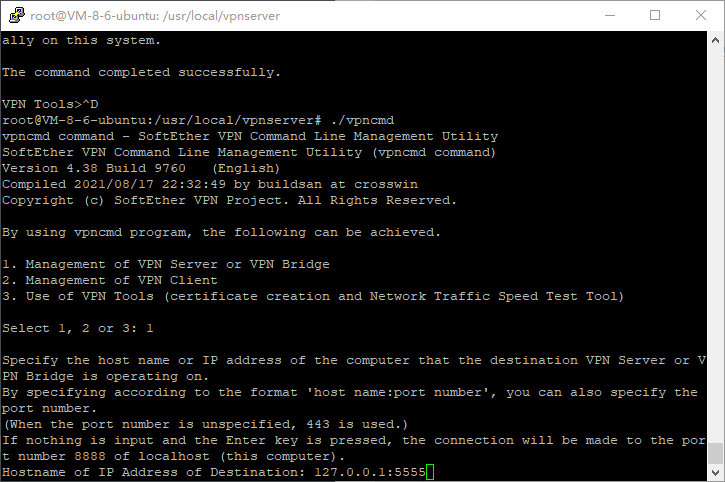 root@VM-8-6-ubuntu: /usr/local/vpnserver
ally on this system.
The command completed successfully.
VPN Tools>^D
root@VM-8-6-ubuntu:/usr/local/vpnserver# ./vpncmd
vpncmd command - SoftEther VPN Command Line Management Utility
SoftEther VPN Command Line Management Utility (vpncmd command)
Version 4.38 Build 9760   (English)
Compiled 2021/08/17 22:32:49 by buildsan at crosswin
Copyright (c) SoftEther VPN Project. All Rights Reserved.
By using vpncmd program, the following can be achieved.
1. Management of VPN Server or VPN Bridge
2. Management of VPN Client
3. Use of VPN Tools (certificate creation and Network Traffic Speed Test Tool)
Select 1, 2 or 3: 1
Specify the host name or IP address of the computer that the destination VPN Server or V
PN Bridge is operating on.
By specifying according to the format 'host name:port number', you can also specify the
port number.
(When the port number is unspecified, 443 is used.)
If nothing is input and the Enter key is pressed, the connection will be made to the por
t number 8888 of localhost (this computer).
Hostname of IP Address of Destination: 127.0.0.1:5555